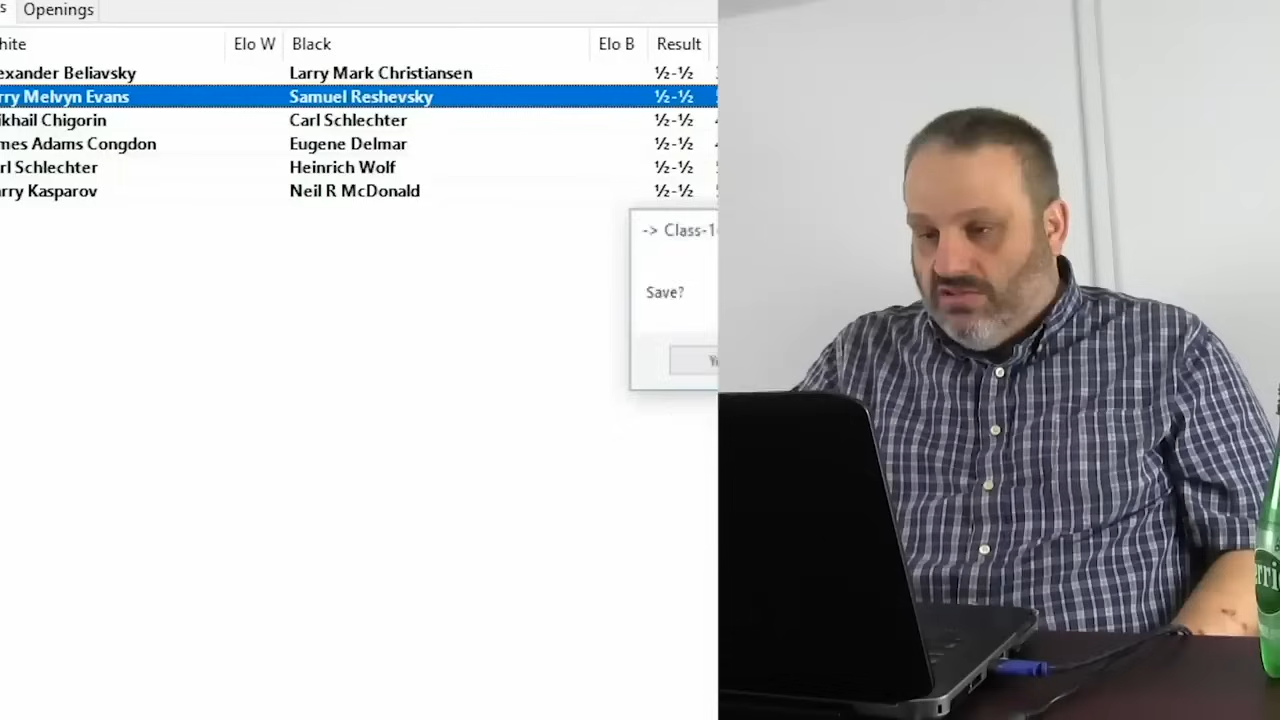 s Openings
hite Elo W Black Elo B Result
exander Beliavsky Larry Mark Christiansen ½-½
rry Melvyn Evans Samuel Reshevsky ½-½
ikhail Chigorin Carl Schlechter ½-½
mes Adams Congdon Eugene Delmar ½-½
rl Schlechter Heinrich Wolf ½-½
arry Kasparov Neil R McDonald ½-½
-> Class-1
Save?
Y
erri